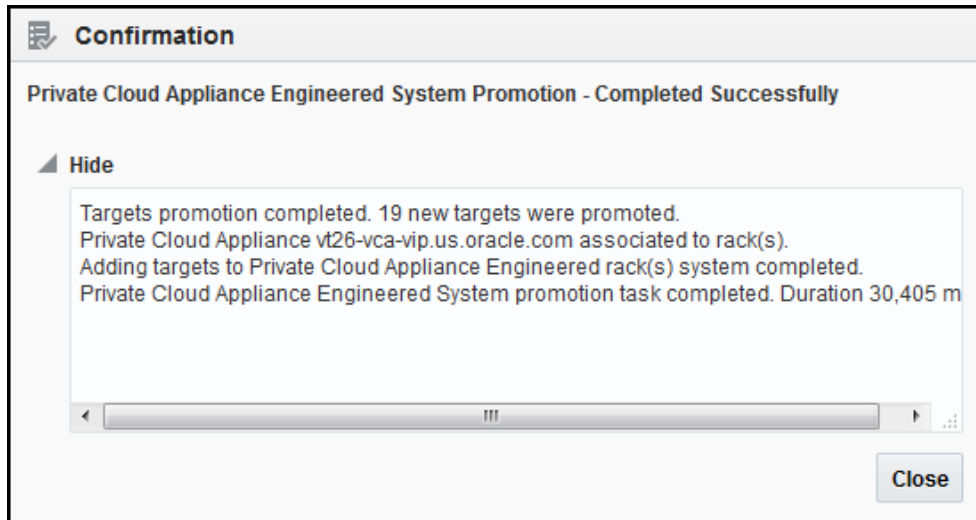 Confirmation
Private Cloud Appliance Engineered System Promotion - Completed Successfully
Hide
Targets promotion completed. 19 new targets were promoted.
Private Cloud Appliance vt26-vca-vip.us.oracle.com associated to rack(s).
Adding targets to Private Cloud Appliance Engineered rack(s) system completed.
Private Cloud Appliance Engineered System promotion task completed. Duration 30,405 m
Close